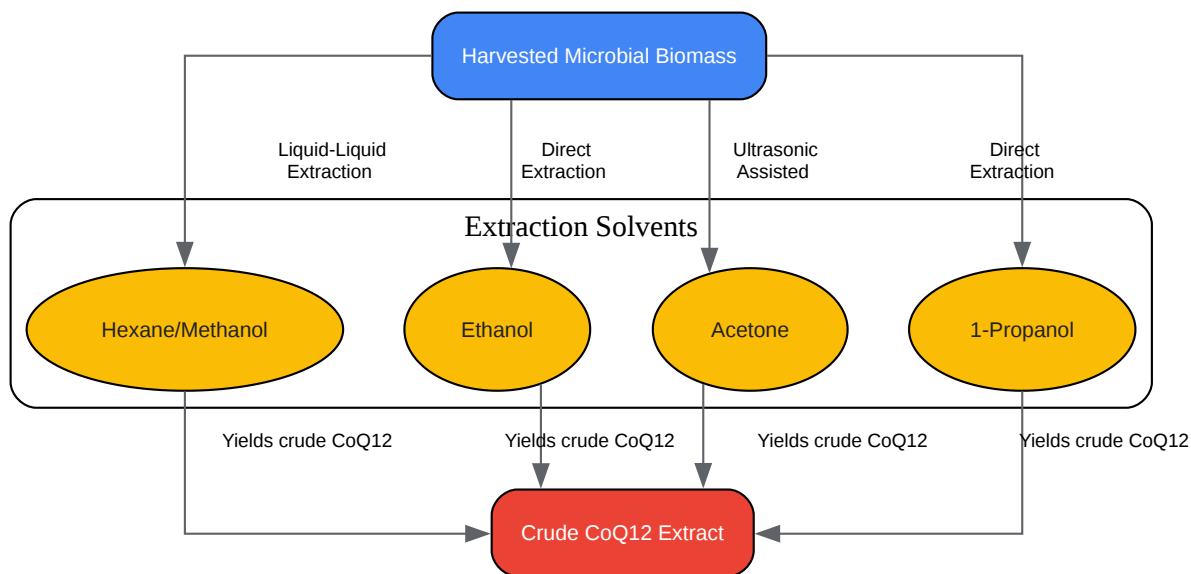 Harvested Microbial Biomass
Liquid-Liquid
Extraction
Direct
Extraction
Ultrasonic
Assisted
Direct
Extraction
Extraction Solvents
Hexane/Methanol
Ethanol
Acetone
1-Propanol
Yields crude CoQ12
Yields crude CoQ12
Yields crude CoQ12
Yields crude CoQ12
Crude CoQ12 Extract